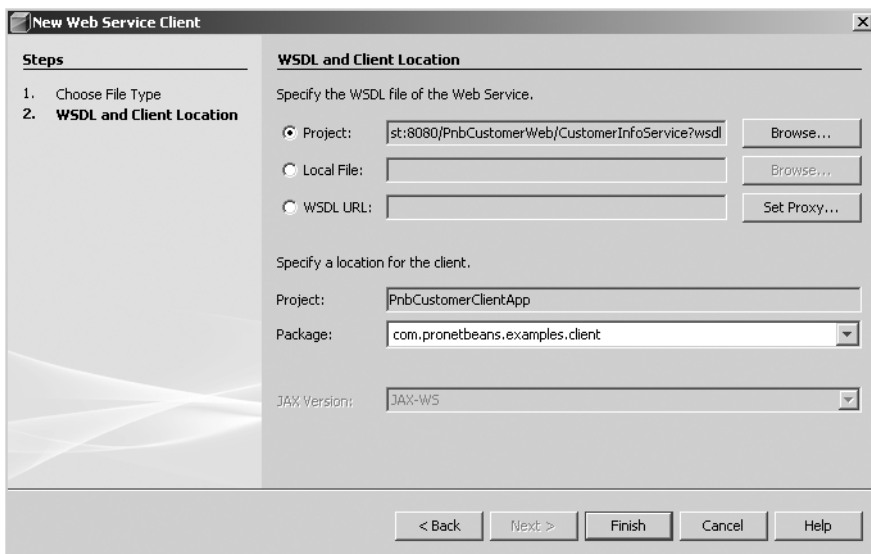 New Web Service Client
Steps
1. Choose File Type
2. WSDL and Client Location
WSDL and Client Location
Specify the WSDL file of the Web Service.
Project: st:8080/PnbCustomerWeb/CustomerInfoService?wsdl Browse...
Local File: Browse...
WSDL URL: Set Proxy...
Specify a location for the client.
Project: PnbCustomerClientApp
Package: com.pronetbeans.examples.client
JAX Version: JAX-WS
< Back Next > Finish Cancel Help